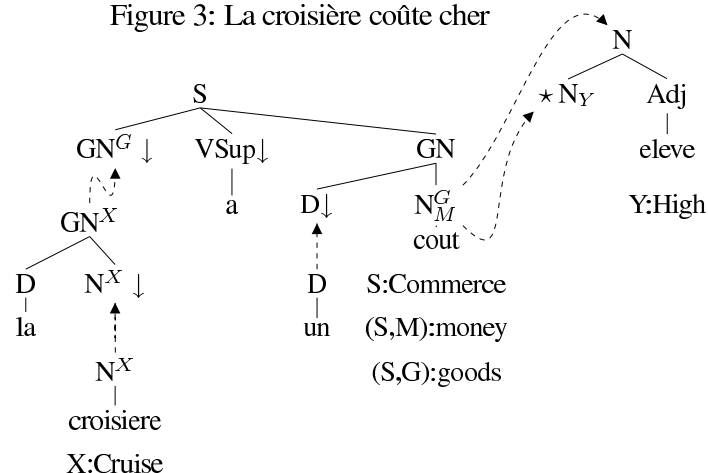 Figure 3: La croisière coûte cher
N
S
⋆ N_Y Adj
GN^G ↓ VSup↓ GN eleve
a D↓ N^G_M Y:High
GN^X cout
D N^X ↓ D S:Commerce
la un (S,M):money
N^X (S,G):goods
croisiere
X:Cruise